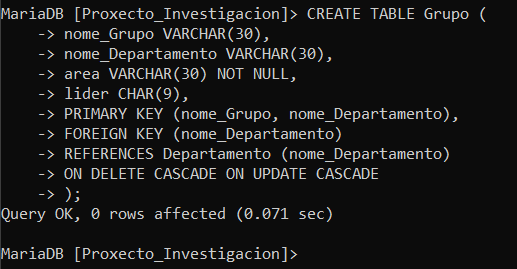 MariaDB [Proxecto_Investigacion]> CREATE TABLE Grupo (
    -> nome_Grupo VARCHAR(30),
    -> nome_Departamento VARCHAR(30),
    -> area VARCHAR(30) NOT NULL,
    -> lider CHAR(9),
    -> PRIMARY KEY (nome_Grupo, nome_Departamento),
    -> FOREIGN KEY (nome_Departamento)
    -> REFERENCES Departamento (nome_Departamento)
    -> ON DELETE CASCADE ON UPDATE CASCADE
    -> );
Query OK, 0 rows affected (0.071 sec)

MariaDB [Proxecto_Investigacion]>